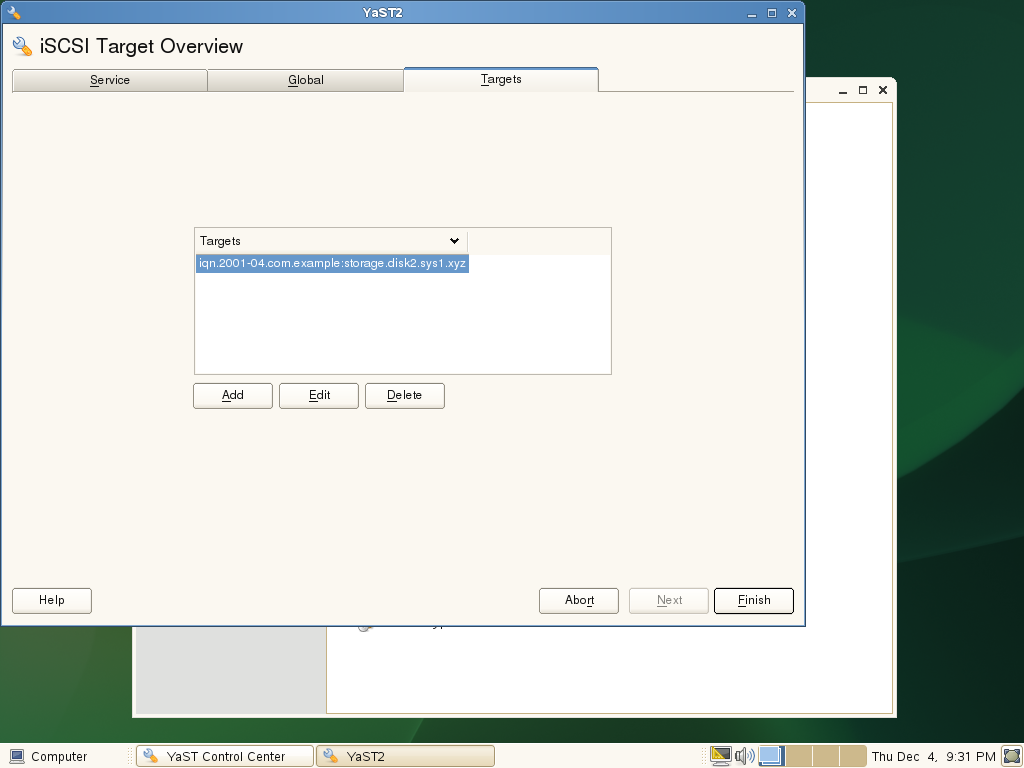 YaST2
iSCSI Target Overview
Service
Global
Targets
Targets
iqn.2001-04.com.example:storage.disk2.sys1.xyz
Add
Edit
Delete
Help
Abort
Next
Finish
Computer
YaST Control Center
YaST2
Thu Dec 4, 9:31 PM